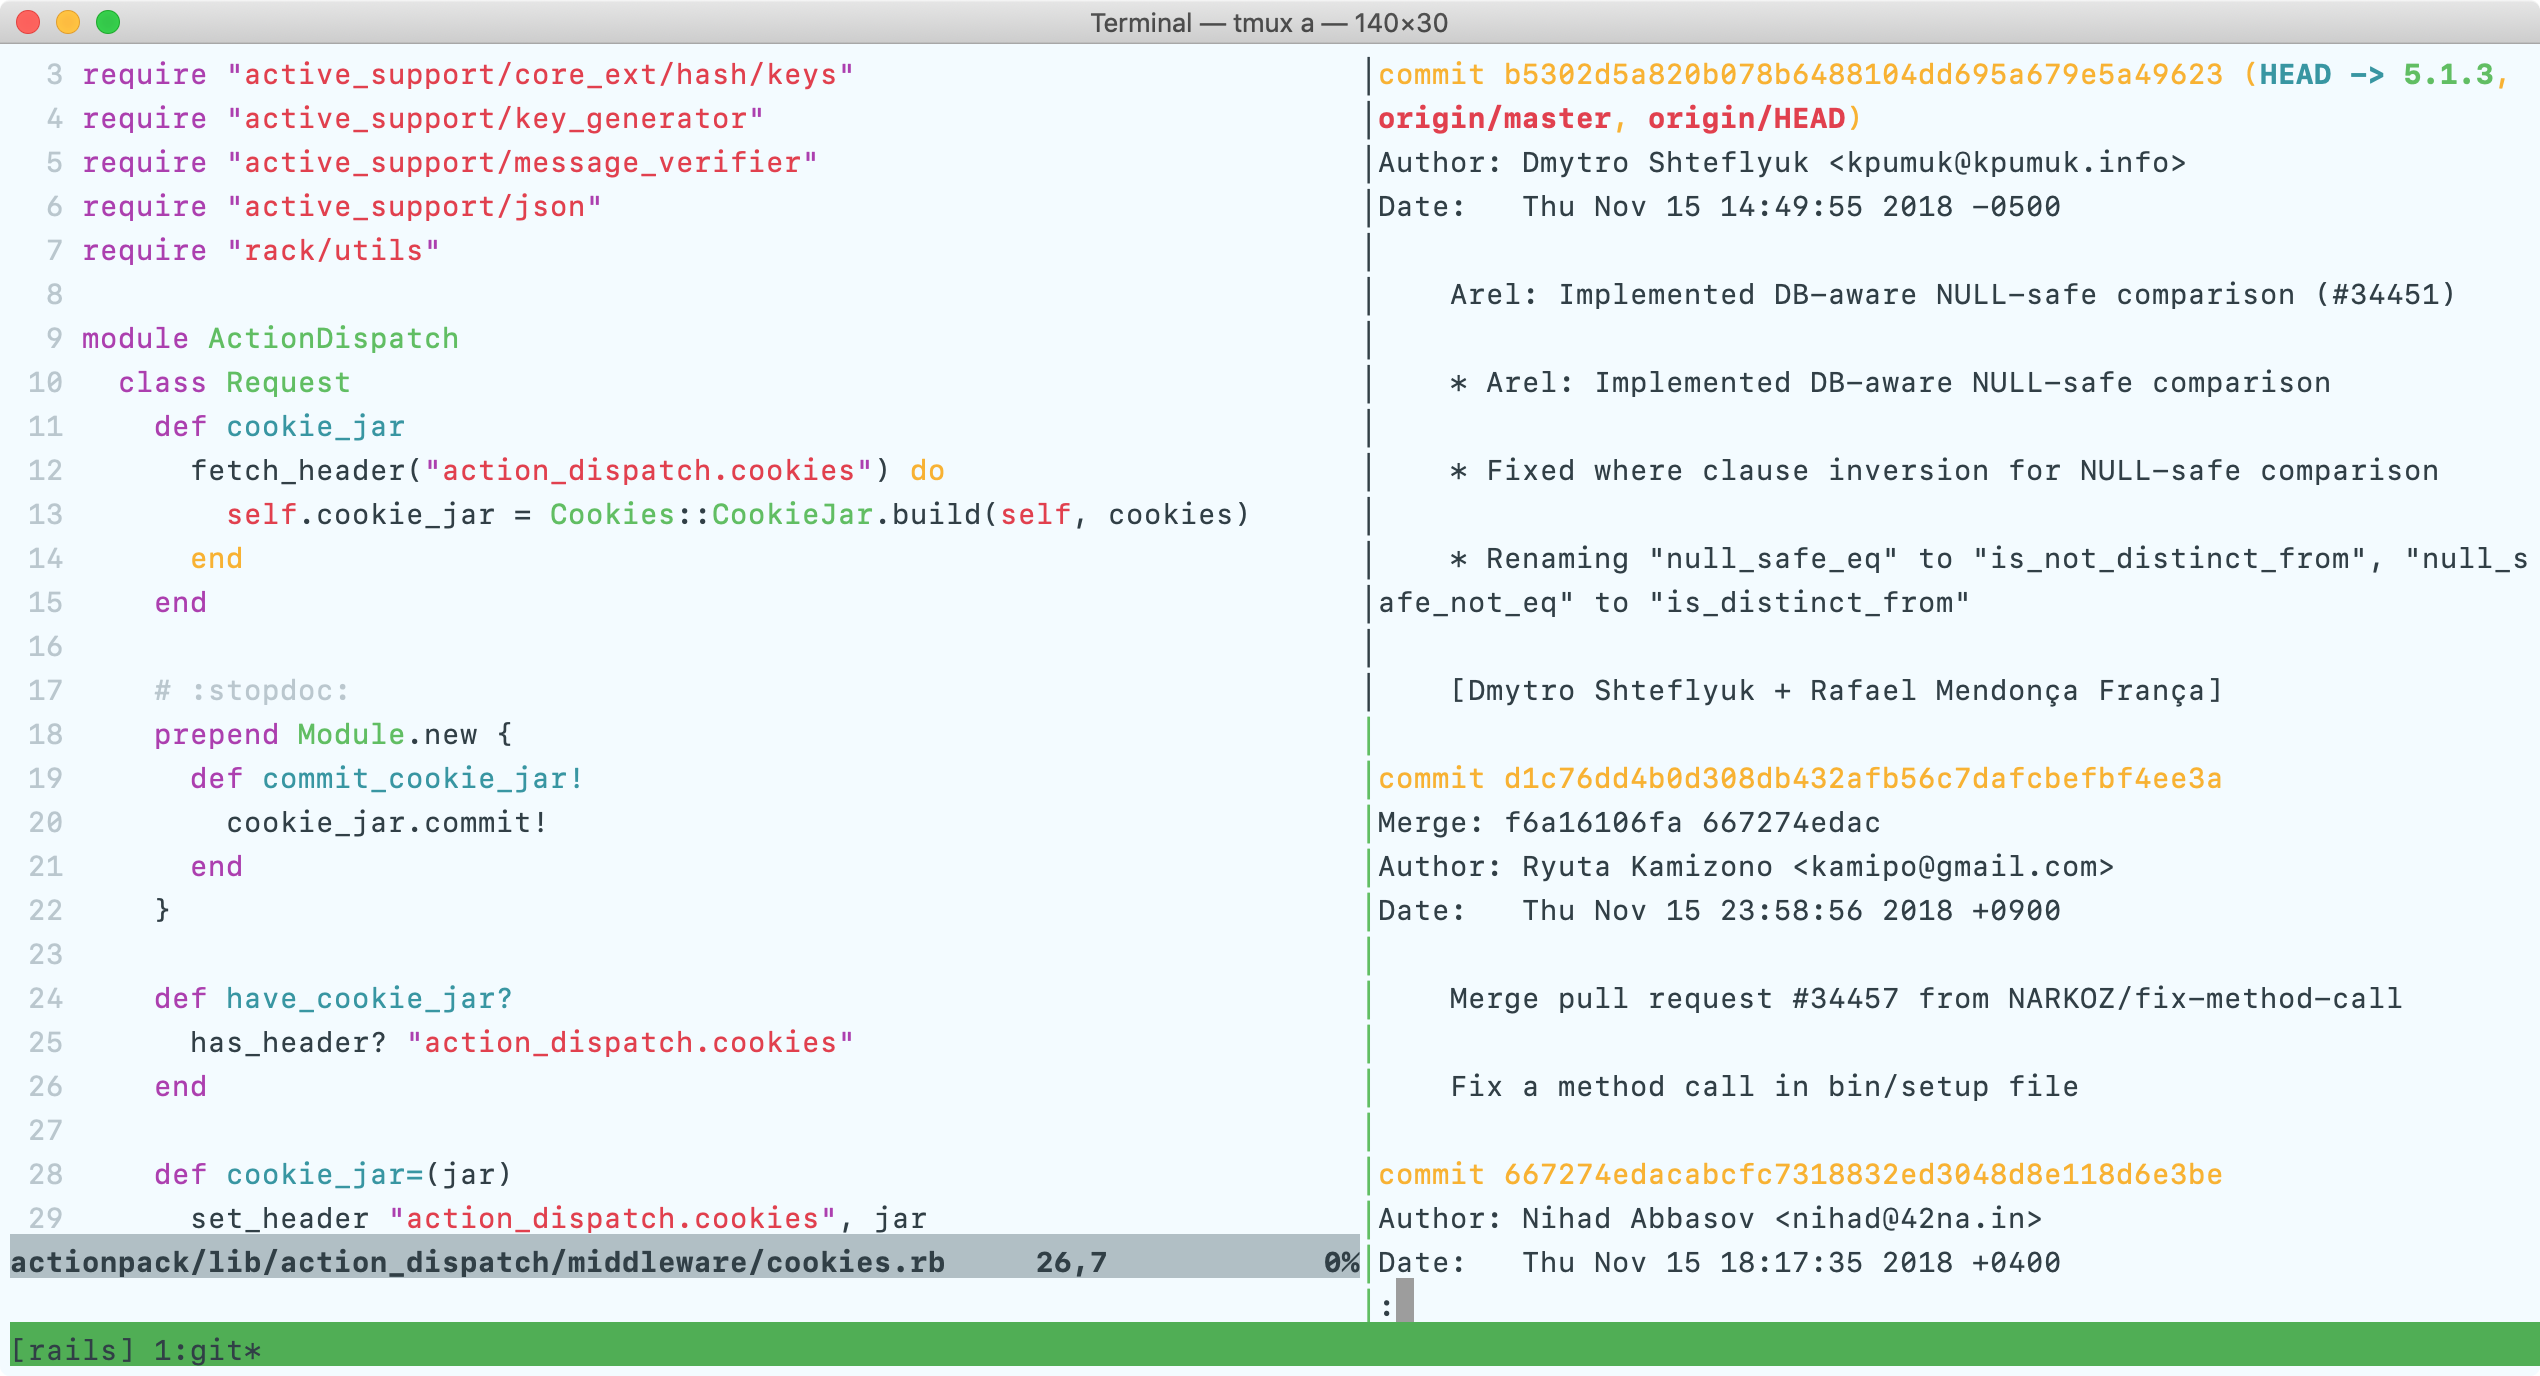 Terminal — tmux a — 140×30
3 require "active_support/core_ext/hash/keys"
4 require "active_support/key_generator"
5 require "active_support/message_verifier"
6 require "active_support/json"
7 require "rack/utils"
8
9 module ActionDispatch
10   class Request
11     def cookie_jar
12       fetch_header("action_dispatch.cookies") do
13         self.cookie_jar = Cookies::CookieJar.build(self, cookies)
14       end
15     end
16
17     # :stopdoc:
18     prepend Module.new {
19       def commit_cookie_jar!
20         cookie_jar.commit!
21       end
22     }
23
24     def have_cookie_jar?
25       has_header? "action_dispatch.cookies"
26     end
27
28     def cookie_jar=(jar)
29       set_header "action_dispatch.cookies", jar
actionpack/lib/action_dispatch/middleware/cookies.rb     26,7            0%
commit b5302d5a820b078b6488104dd695a679e5a49623 (HEAD -> 5.1.3,
origin/master, origin/HEAD)
Author: Dmytro Shteflyuk <kpumuk@kpumuk.info>
Date:   Thu Nov 15 14:49:55 2018 -0500
    Arel: Implemented DB-aware NULL-safe comparison (#34451)
    * Arel: Implemented DB-aware NULL-safe comparison
    * Fixed where clause inversion for NULL-safe comparison
    * Renaming "null_safe_eq" to "is_not_distinct_from", "null_s
afe_not_eq" to "is_distinct_from"
    [Dmytro Shteflyuk + Rafael Mendonça França]
commit d1c76dd4b0d308db432afb56c7dafcbefbf4ee3a
Merge: f6a16106fa 667274edac
Author: Ryuta Kamizono <kamipo@gmail.com>
Date:   Thu Nov 15 23:58:56 2018 +0900
    Merge pull request #34457 from NARKOZ/fix-method-call
    Fix a method call in bin/setup file
commit 667274edacabcfc7318832ed3048d8e118d6e3be
Author: Nihad Abbasov <nihad@42na.in>
Date:   Thu Nov 15 18:17:35 2018 +0400
:
[rails] 1:git*